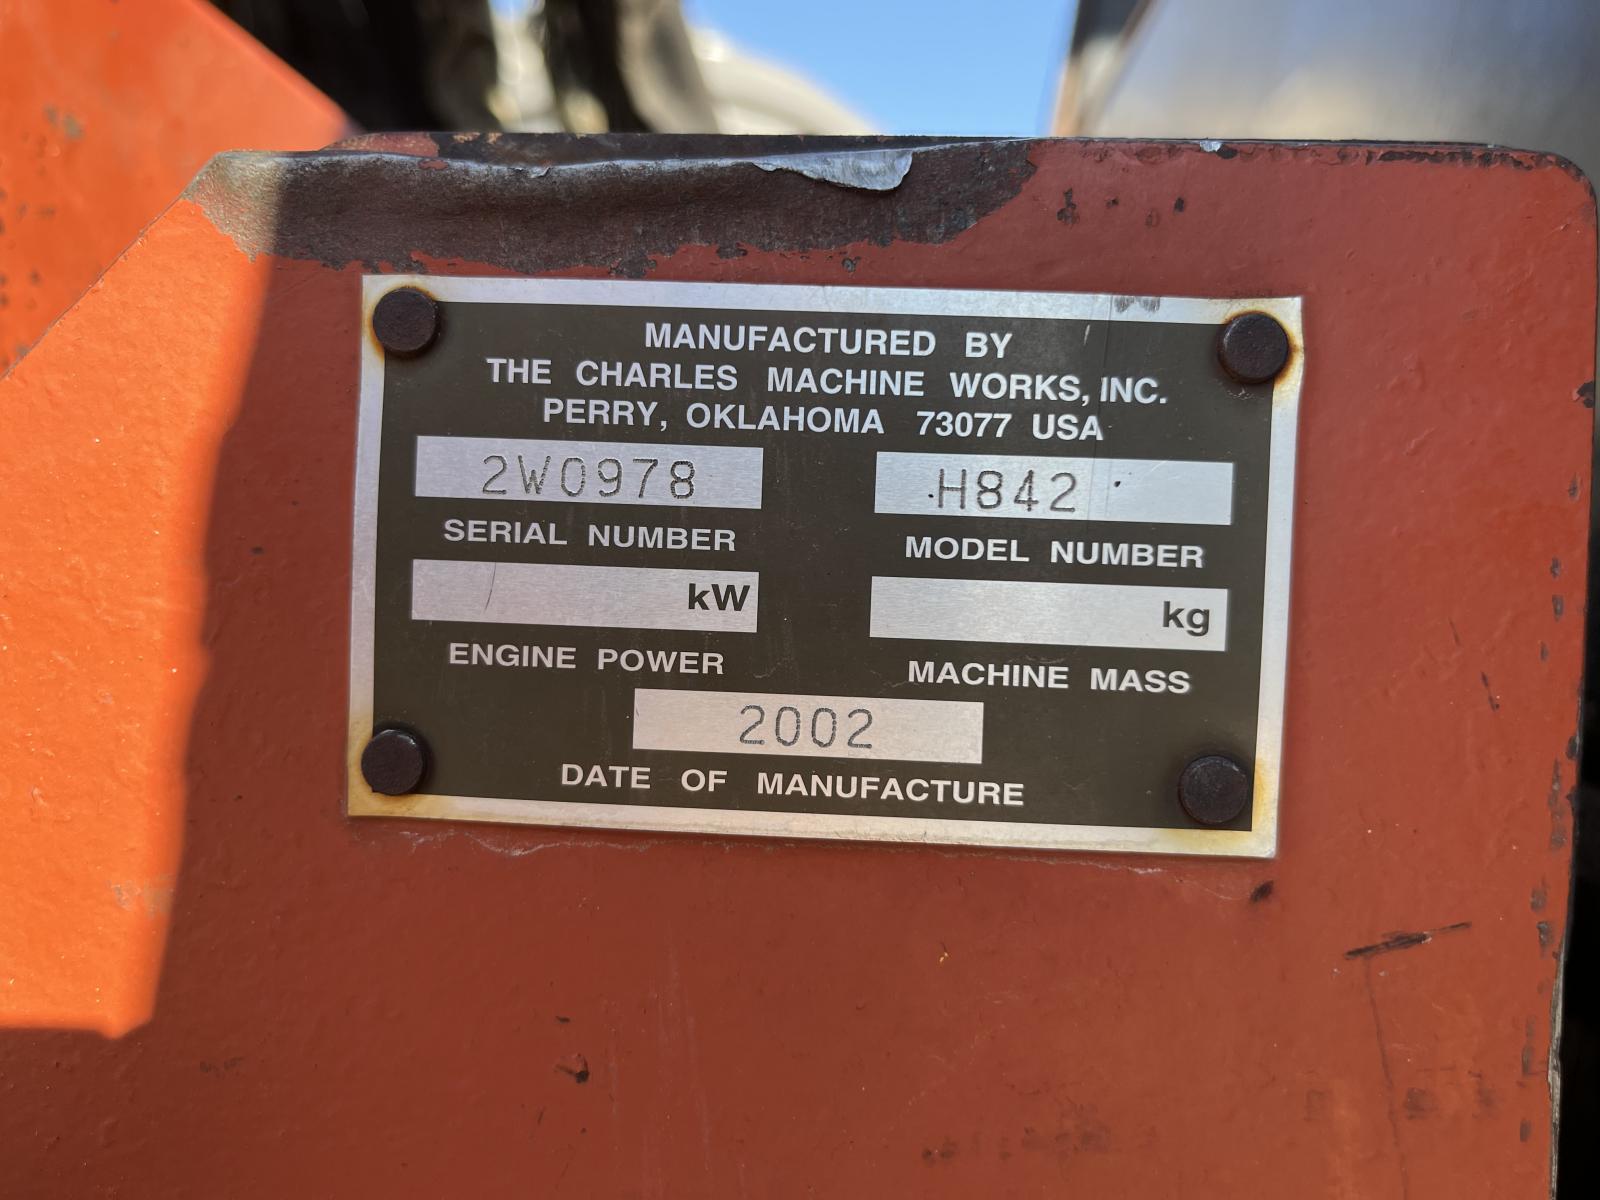 MANUFACTURED BY
THE CHARLES MACHINE WORKS, INC.
PERRY, OKLAHOMA 73077 USA
2W0978 H842
SERIAL NUMBER MODEL NUMBER
kW kg
ENGINE POWER MACHINE MASS
2002
DATE OF MANUFACTURE